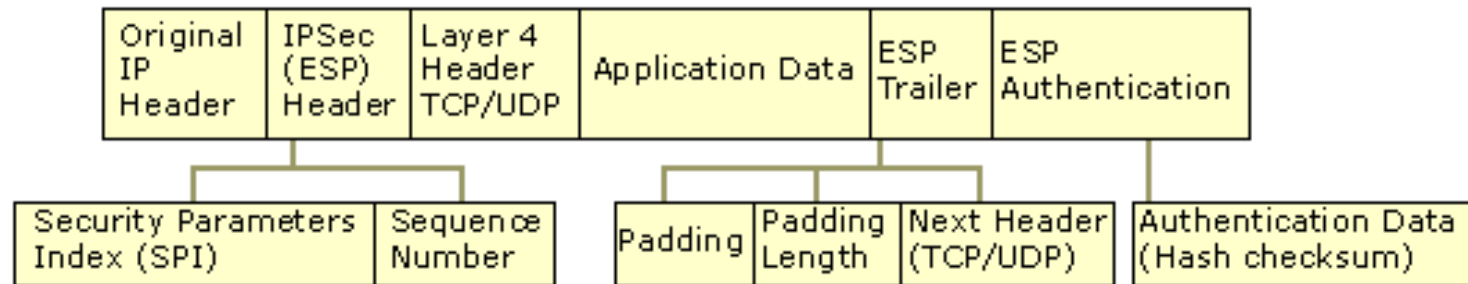 Original
IP
Header
IPSec
(ESP)
Header
Layer 4
Header
TCP/UDP
Application Data
ESP
Trailer
ESP
Authentication
Security Parameters
Index (SPI)
Sequence
Number
Padding
Padding
Length
Next Header
(TCP/UDP)
Authentication Data
(Hash checksum)